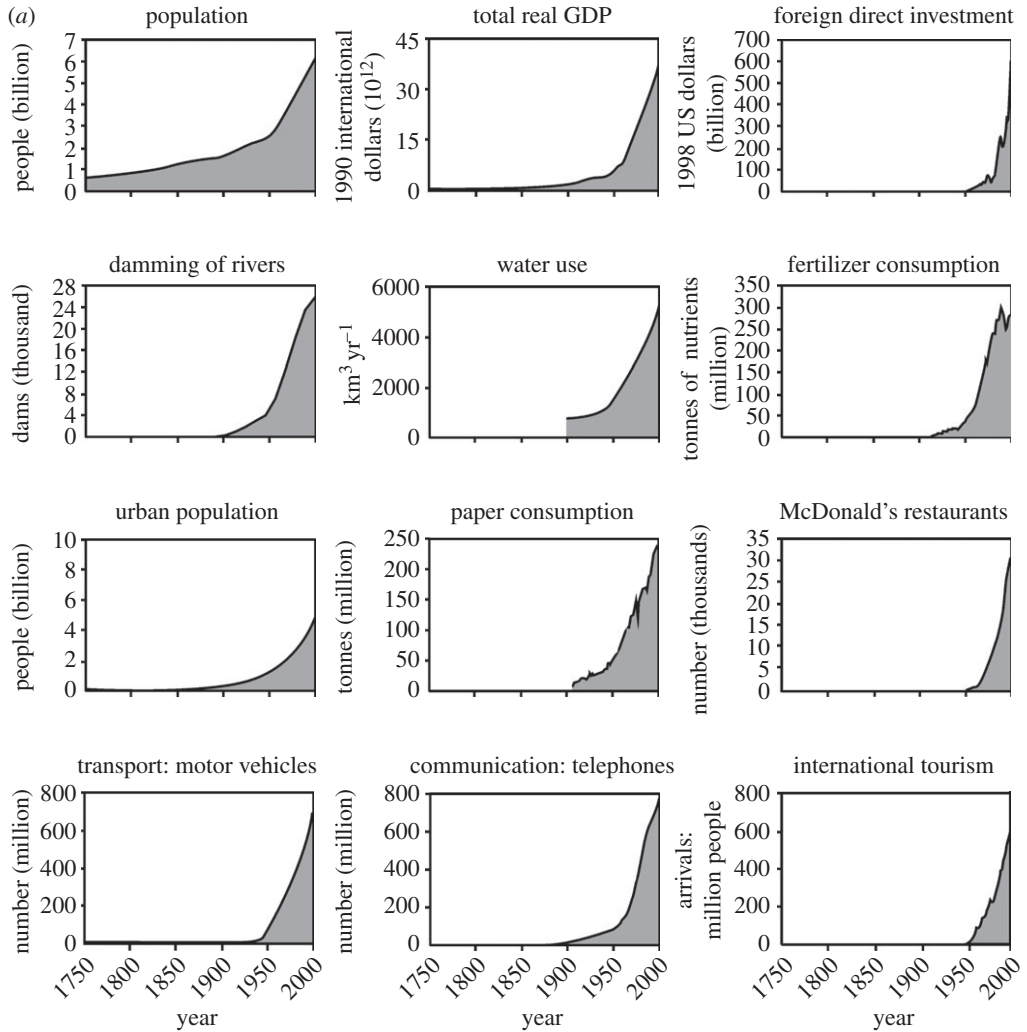 (a)
population
people (billion)
7
6
5
4
3
2
1
0
total real GDP
1990 international
dollars (10¹²)
45
30
15
0
foreign direct investment
1998 US dollars
(billion)
700
600
500
400
300
200
100
0
damming of rivers
dams (thousand)
28
24
20
16
12
8
4
0
water use
km³ yr⁻¹
6000
4000
2000
0
fertilizer consumption
tonnes of nutrients
(million)
350
300
250
200
150
100
50
0
urban population
people (billion)
10
8
6
4
2
0
paper consumption
tonnes (million)
250
200
150
100
50
0
McDonald's restaurants
number (thousands)
35
30
25
20
15
10
5
0
transport: motor vehicles
number (million)
800
600
400
200
0
1750 1800 1850 1900 1950 2000
year
communication: telephones
number (million)
800
600
400
200
0
1750 1800 1850 1900 1950 2000
year
international tourism
arrivals:
million people
800
600
400
200
0
1750 1800 1850 1900 1950 2000
year